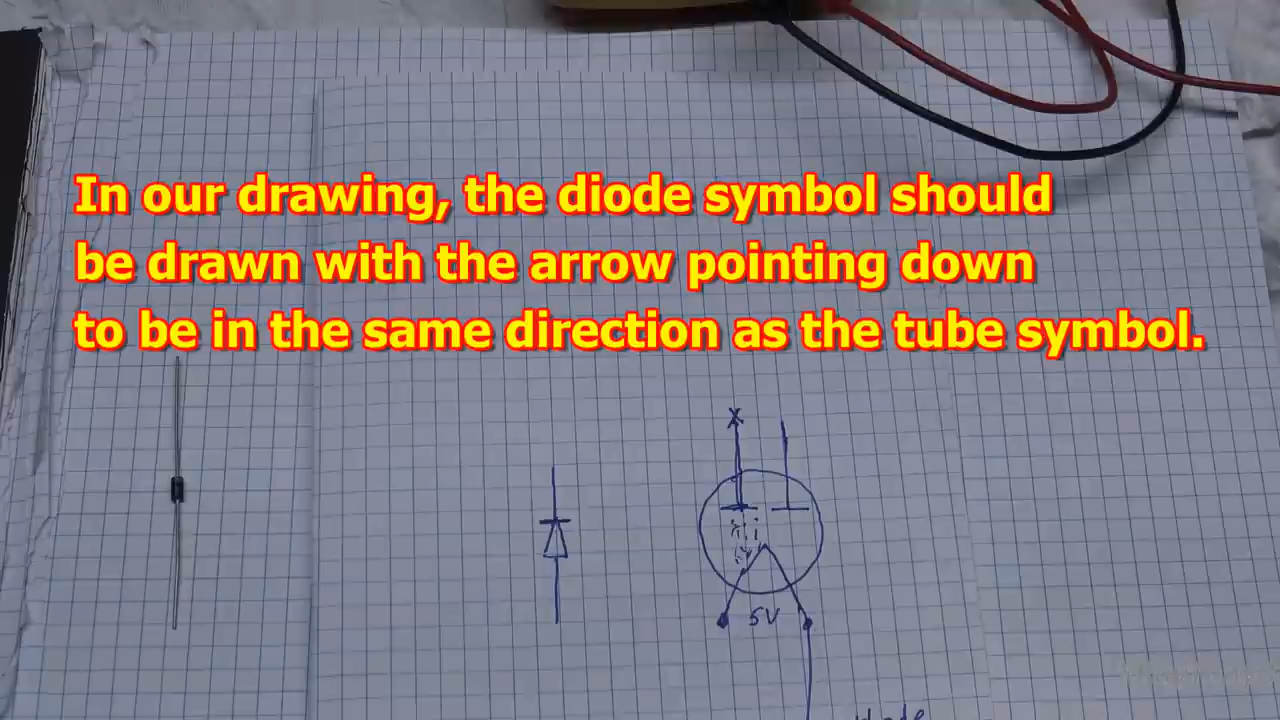 In our drawing, the diode symbol should
be drawn with the arrow pointing down
to be in the same direction as the tube symbol.
x
5V